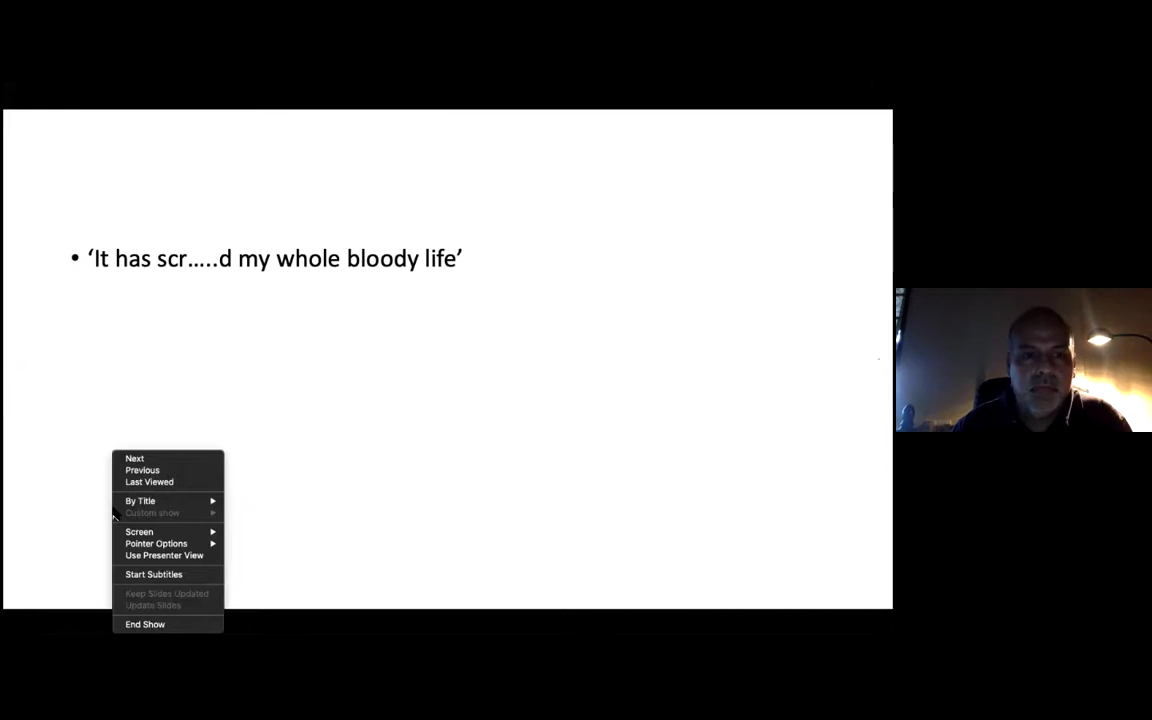 • ‘It has scr…..d my whole bloody life’
Next
Previous
Last Viewed
By Title
Custom show
Screen
Pointer Options
Use Presenter View
Start Subtitles
Keep Slides Updated
Update Slides
End Show